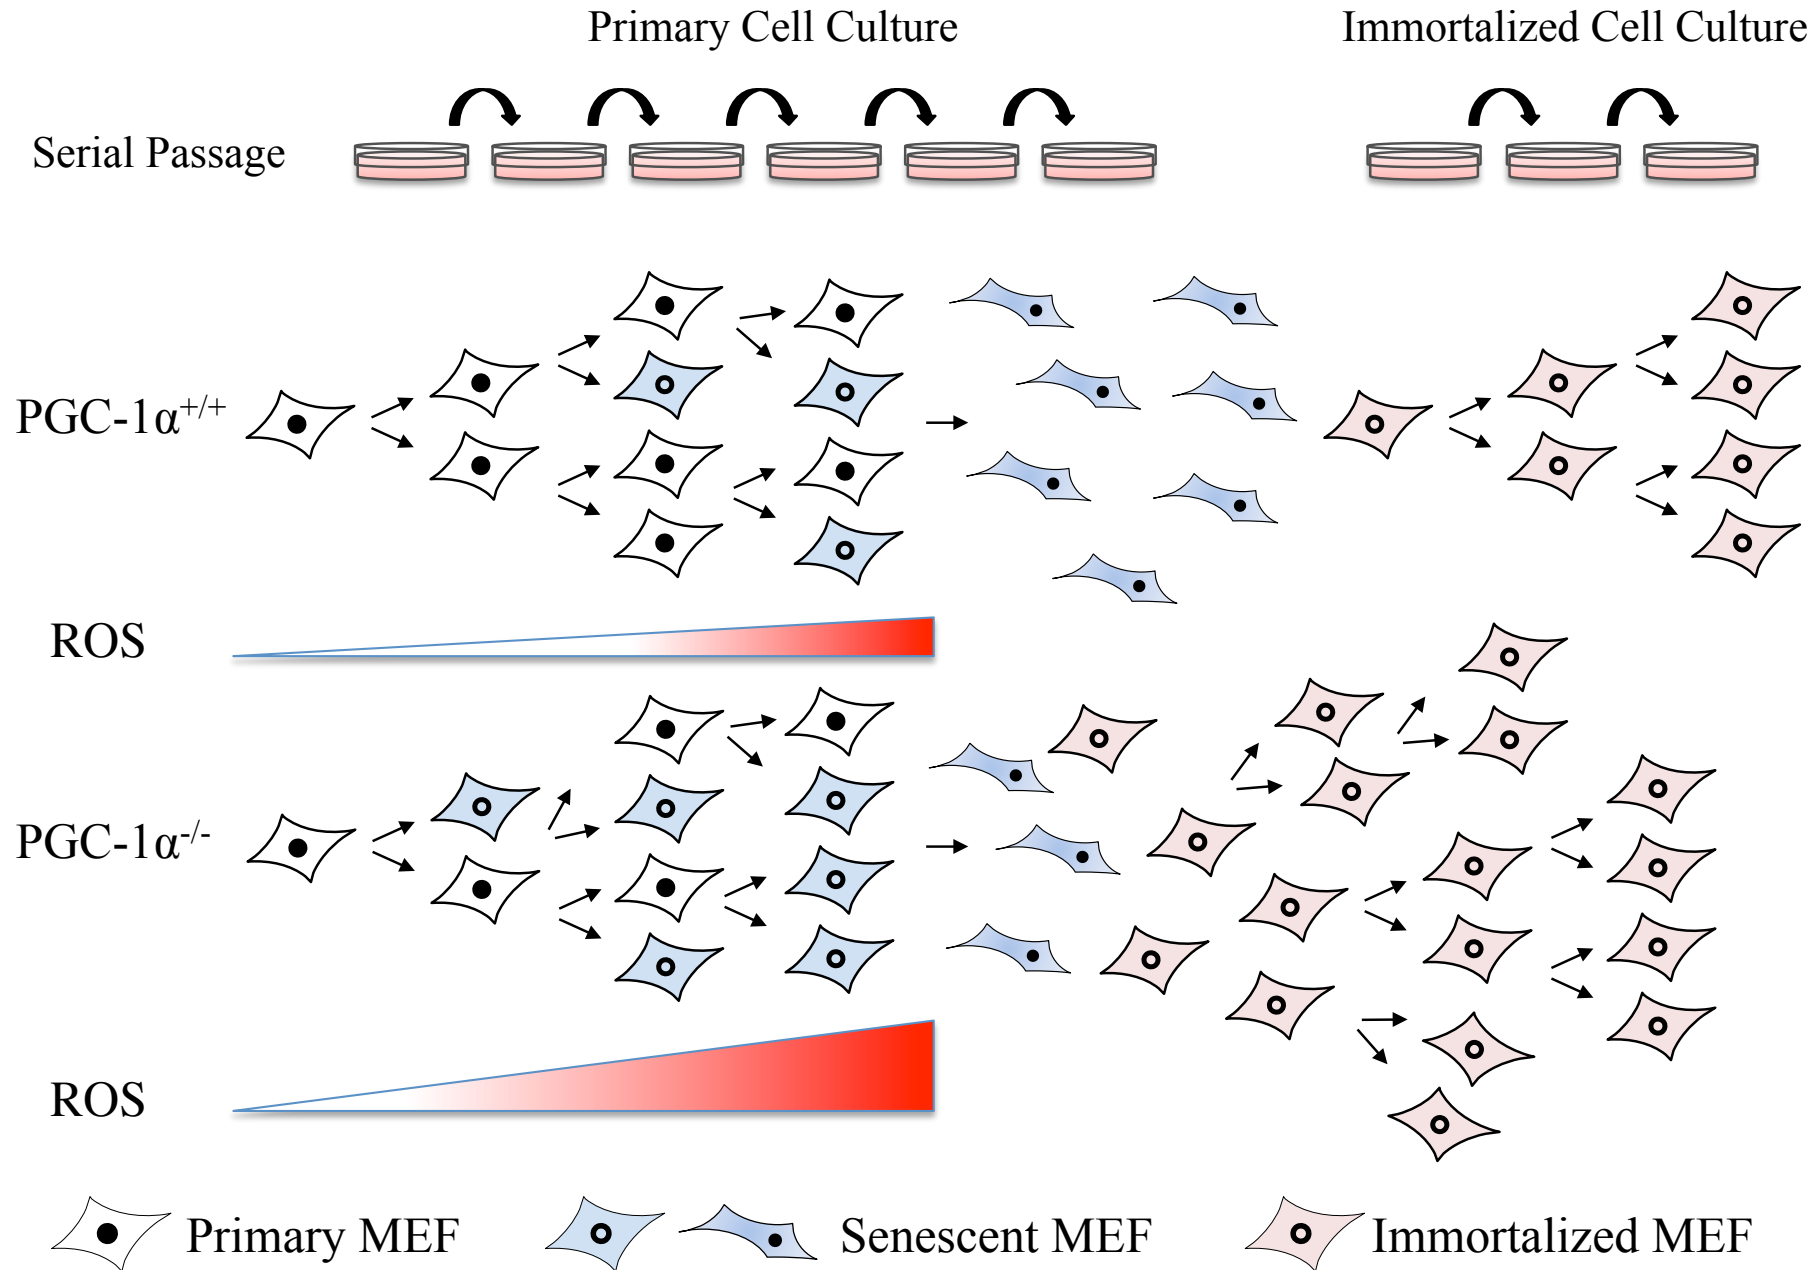 Primary Cell Culture
Immortalized Cell Culture
Serial Passage
PGC-1α+/+
ROS
PGC-1α-/-
ROS
Primary MEF
Senescent MEF
Immortalized MEF